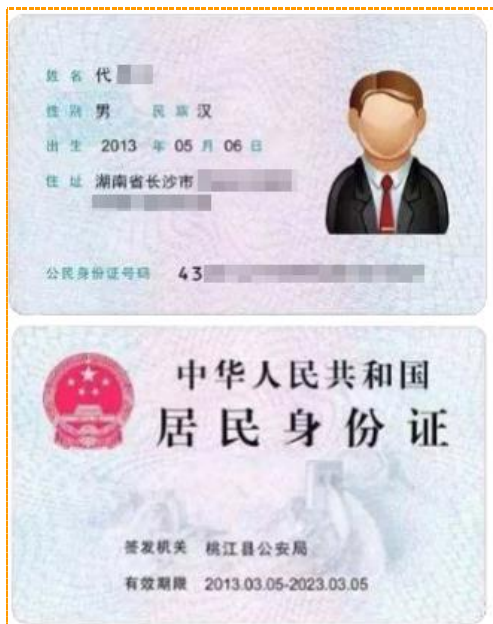 姓名 代
性别 男 民族 汉
出生 2013 年 05 月 06 日
住址 湖南省长沙市
公民身份证号码 43
中华人民共和国
居民身份证
签发机关 桃江县公安局
有效期限 2013.03.05-2023.03.05